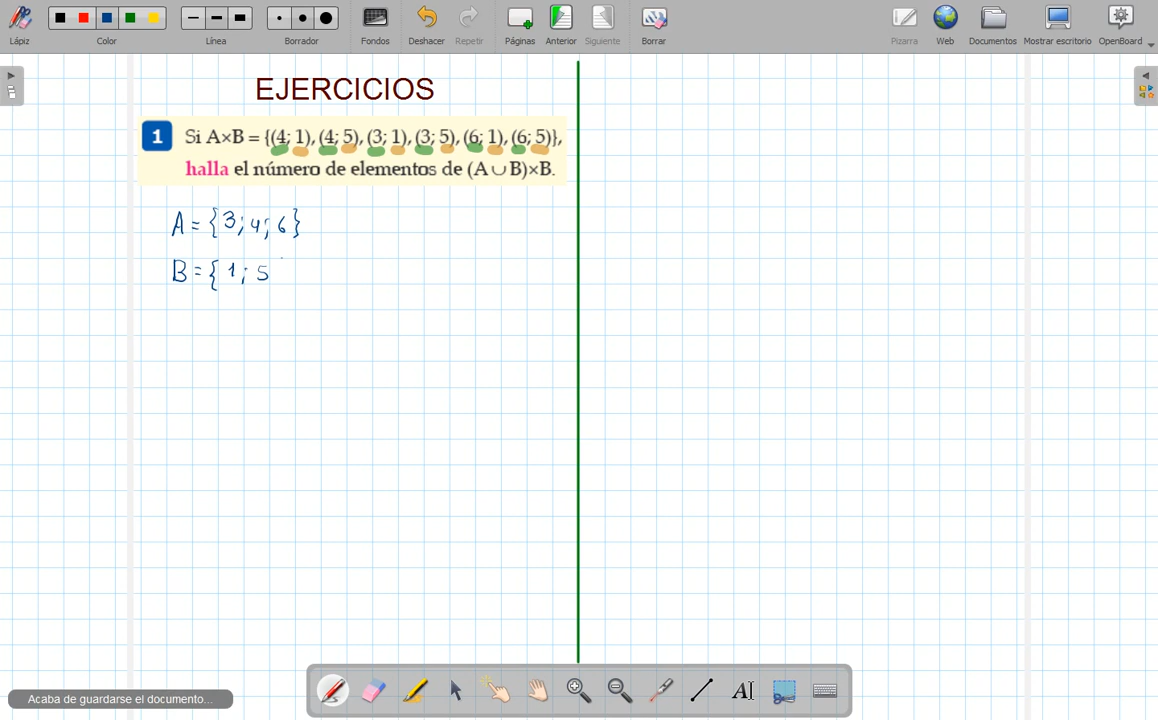 Lápiz
Color
Línea
Borrador
Fondos
Deshacer
Repetir
Páginas
Anterior
Siguiente
Borrar
Pizarra
Web
Documentos
Mostrar escritorio
OpenBoard
EJERCICIOS
1 Si A×B = {(4; 1), (4; 5), (3; 1), (3; 5), (6; 1), (6; 5)},
halla el número de elementos de (A ∪ B)×B.
A = {3; 4; 6}
B = {1; 5
Acaba de guardarse el documento...